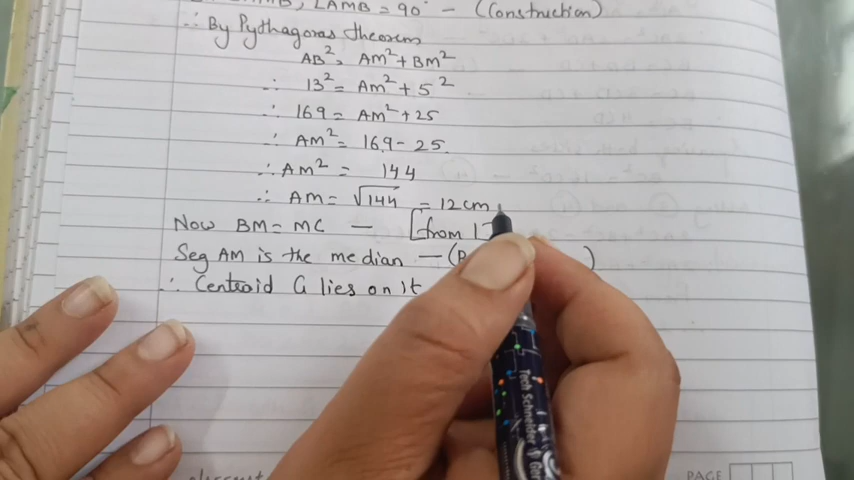 ∠AMB = 90° - (Construction)
∴ By Pythagoras theorem
AB² = AM² + BM²
∴ 13² = AM² + 5²
∴ 169 = AM² + 25
∴ AM² = 169 - 25
∴ AM² = 144
∴ AM = √144 = 12 cm
Now BM = MC — [from 1
Seg AM is the median — (
∴ Centroid G lies on it
Tech Schneider
PAGE